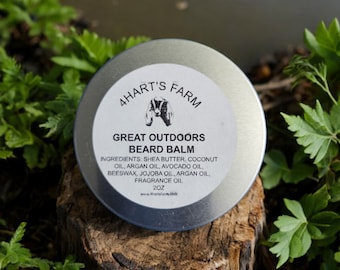 4HART'S FARM
GREAT OUTDOORS
BEARD BALM
INGREDIENTS: SHEA BUTTER, COCONUT
OIL, ARGAN OIL, AVOCADO OIL,
BEESWAX, JOJOBA OIL, ARGAN OIL,
FRAGRANCE OIL
2OZ